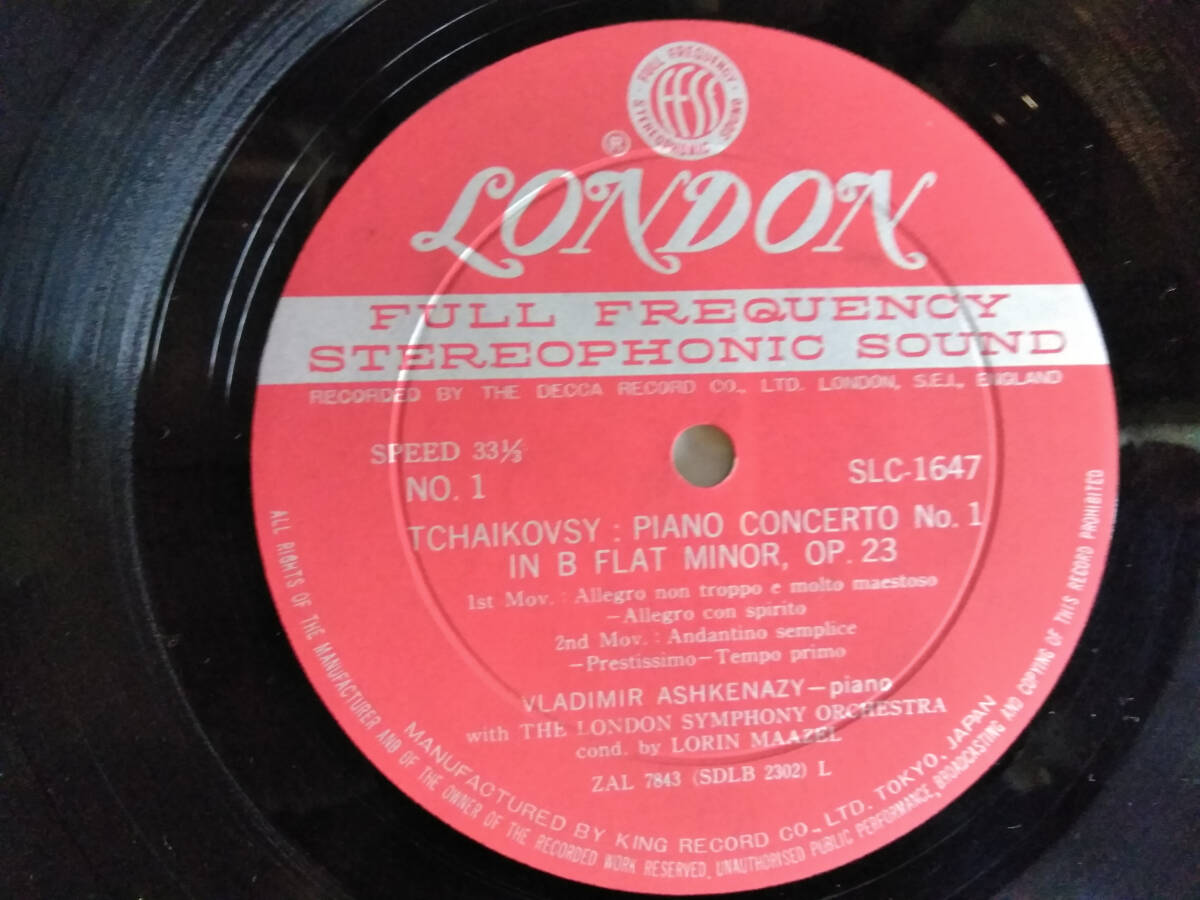 FULL FREQUENCY
ffss
STEREOPHONIC SOUND
®
LONDON
FULL FREQUENCY
STEREOPHONIC SOUND
RECORDED BY THE DECCA RECORD CO., LTD. LONDON, S.E.I., ENGLAND
SPEED 33⅓
NO. 1
SLC-1647
TCHAIKOVSY : PIANO CONCERTO No. 1
IN B FLAT MINOR, OP. 23
1st Mov. : Allegro non troppo e molto maestoso
—Allegro con spirito
2nd Mov. : Andantino semplice
—Prestissimo—Tempo primo
VLADIMIR ASHKENAZY—piano
with THE LONDON SYMPHONY ORCHESTRA
cond. by LORIN MAAZEL
ZAL 7843 (SDLB 2302) L
MANUFACTURED BY KING RECORD CO., LTD. TOKYO, JAPAN
ALL RIGHTS OF THE MANUFACTURER AND OF THE OWNER OF THE RECORDED WORK RESERVED, UNAUTHORISED PUBLIC PERFORMANCE, BROADCASTING AND COPYING OF THIS RECORD PROHIBITED